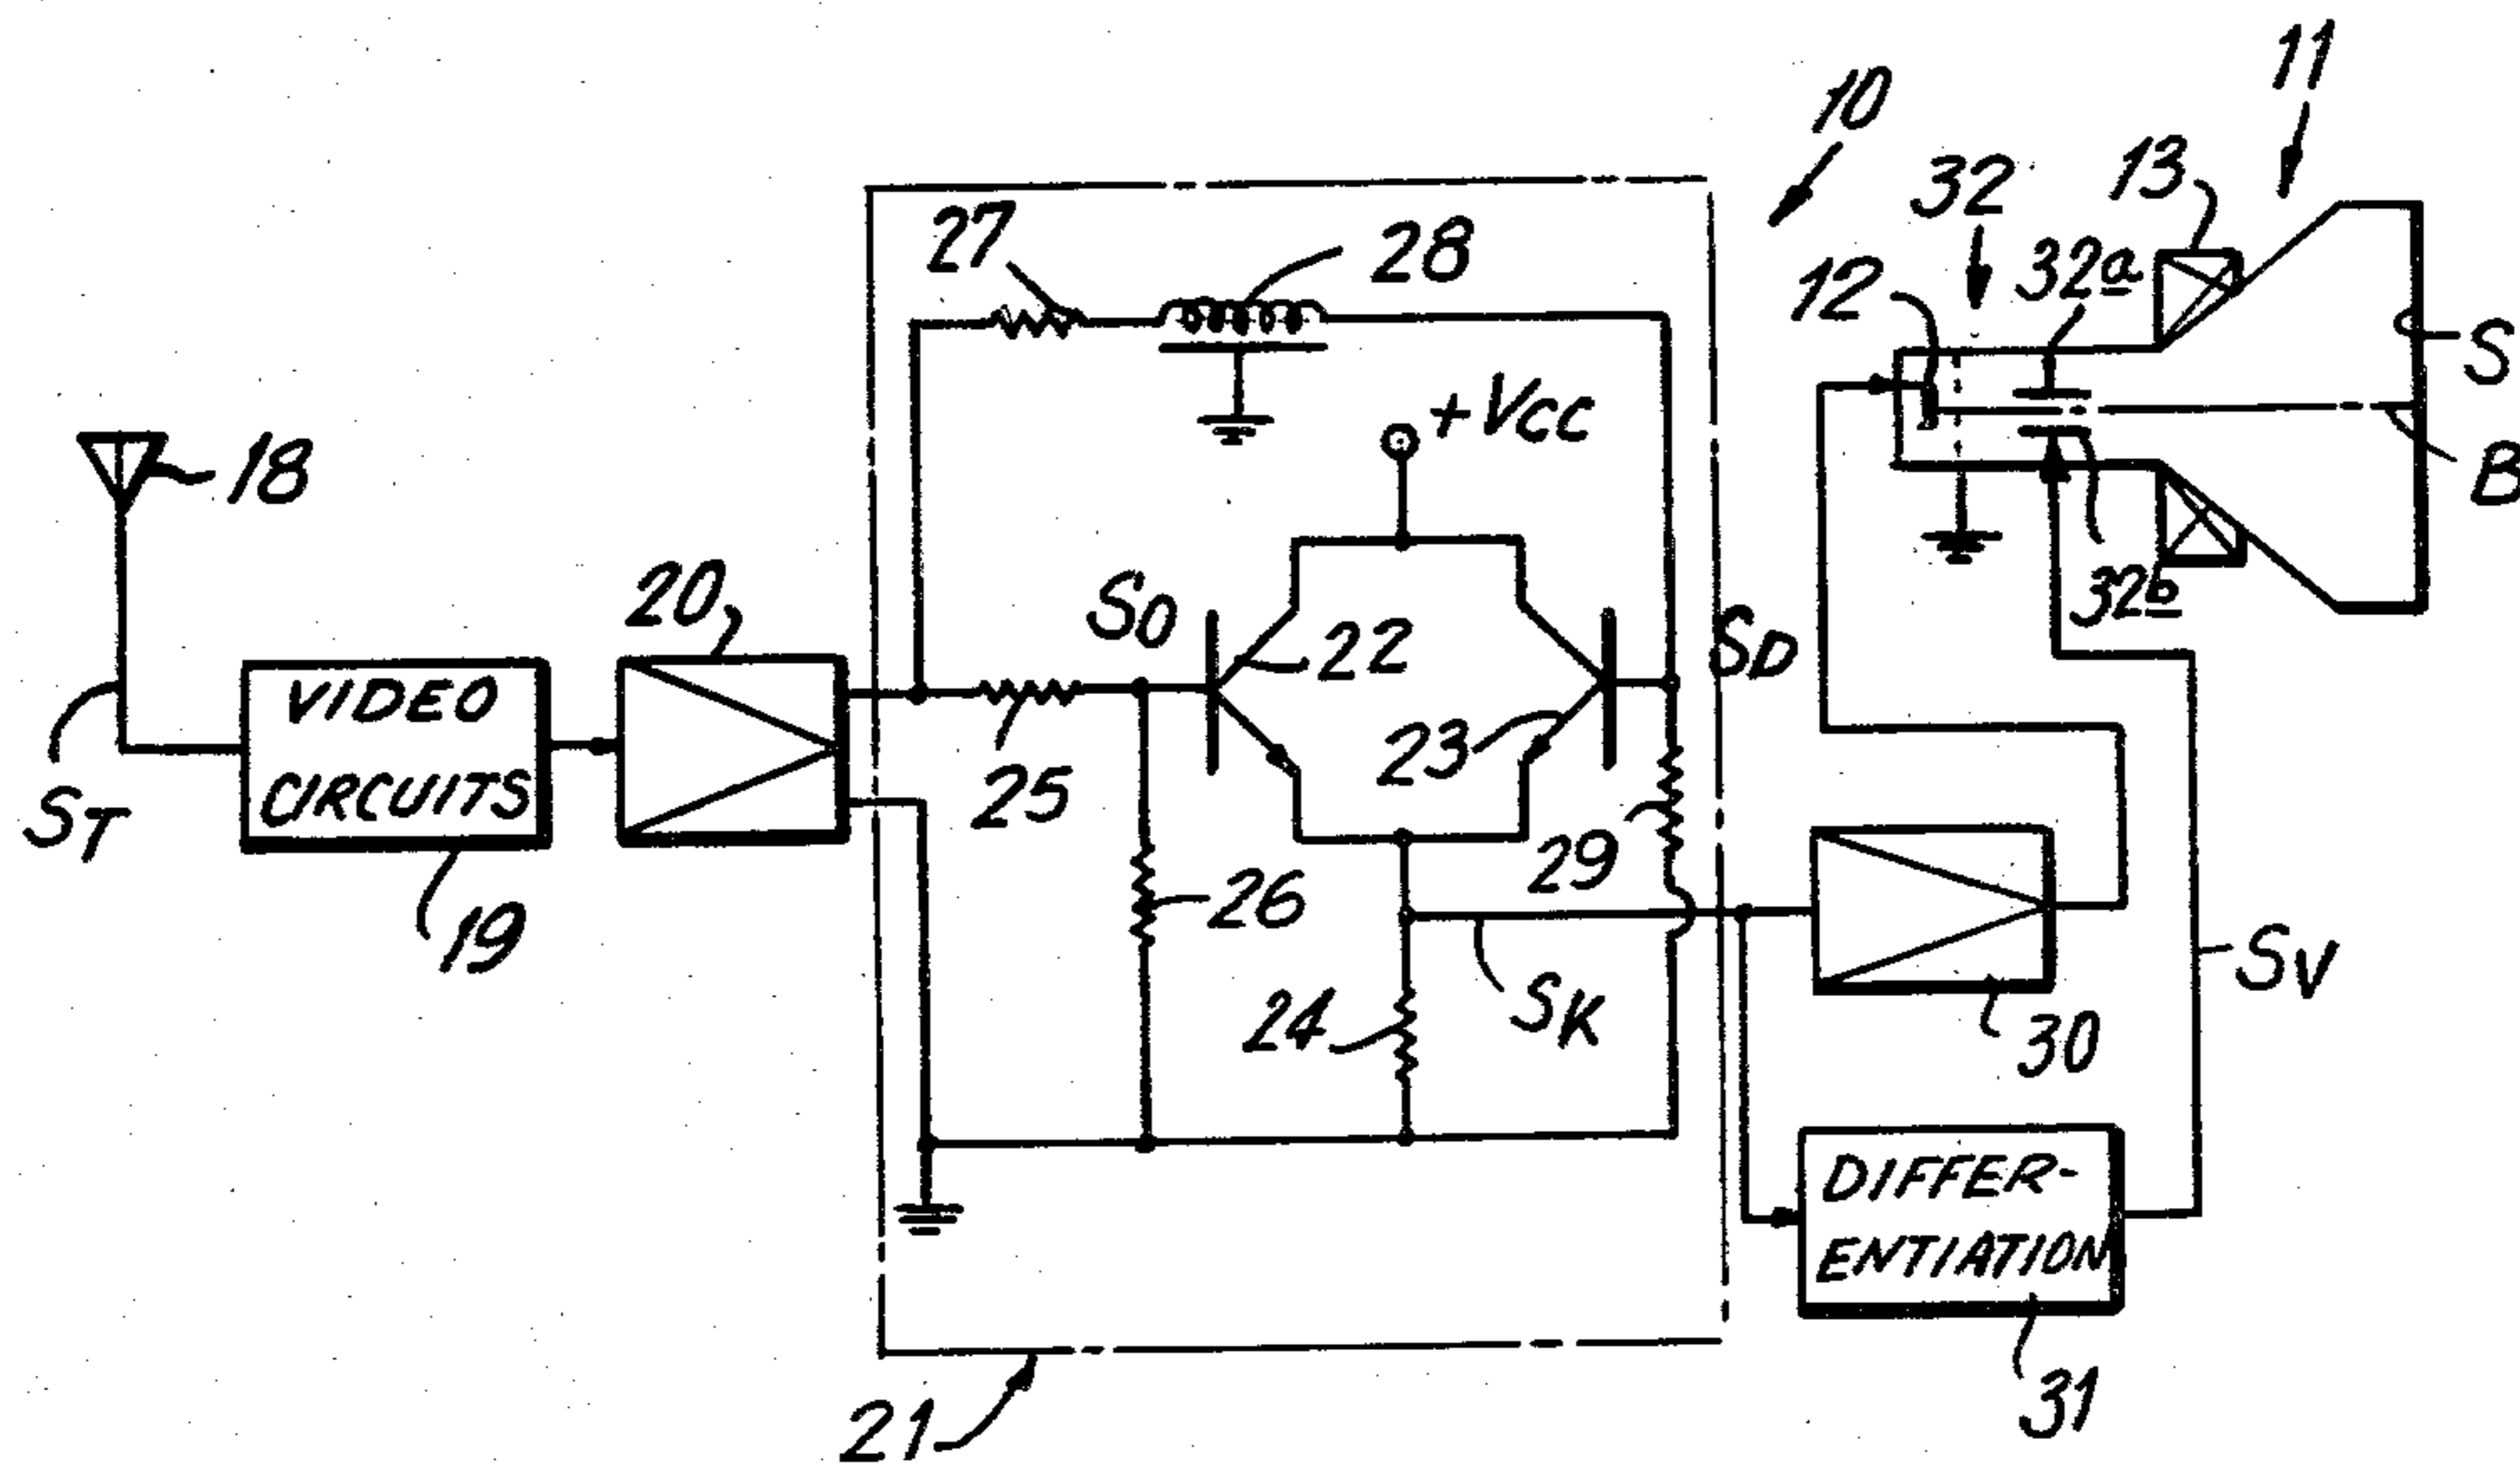 11
10
13
32
27
28
32a
12
S
+VCC
18
B
20
SO
22
SD
32b
VIDEO
CIRCUITS
23
25
ST
29
26
19
SV
24
SK
30
DIFFER-
ENTIATION
21
31